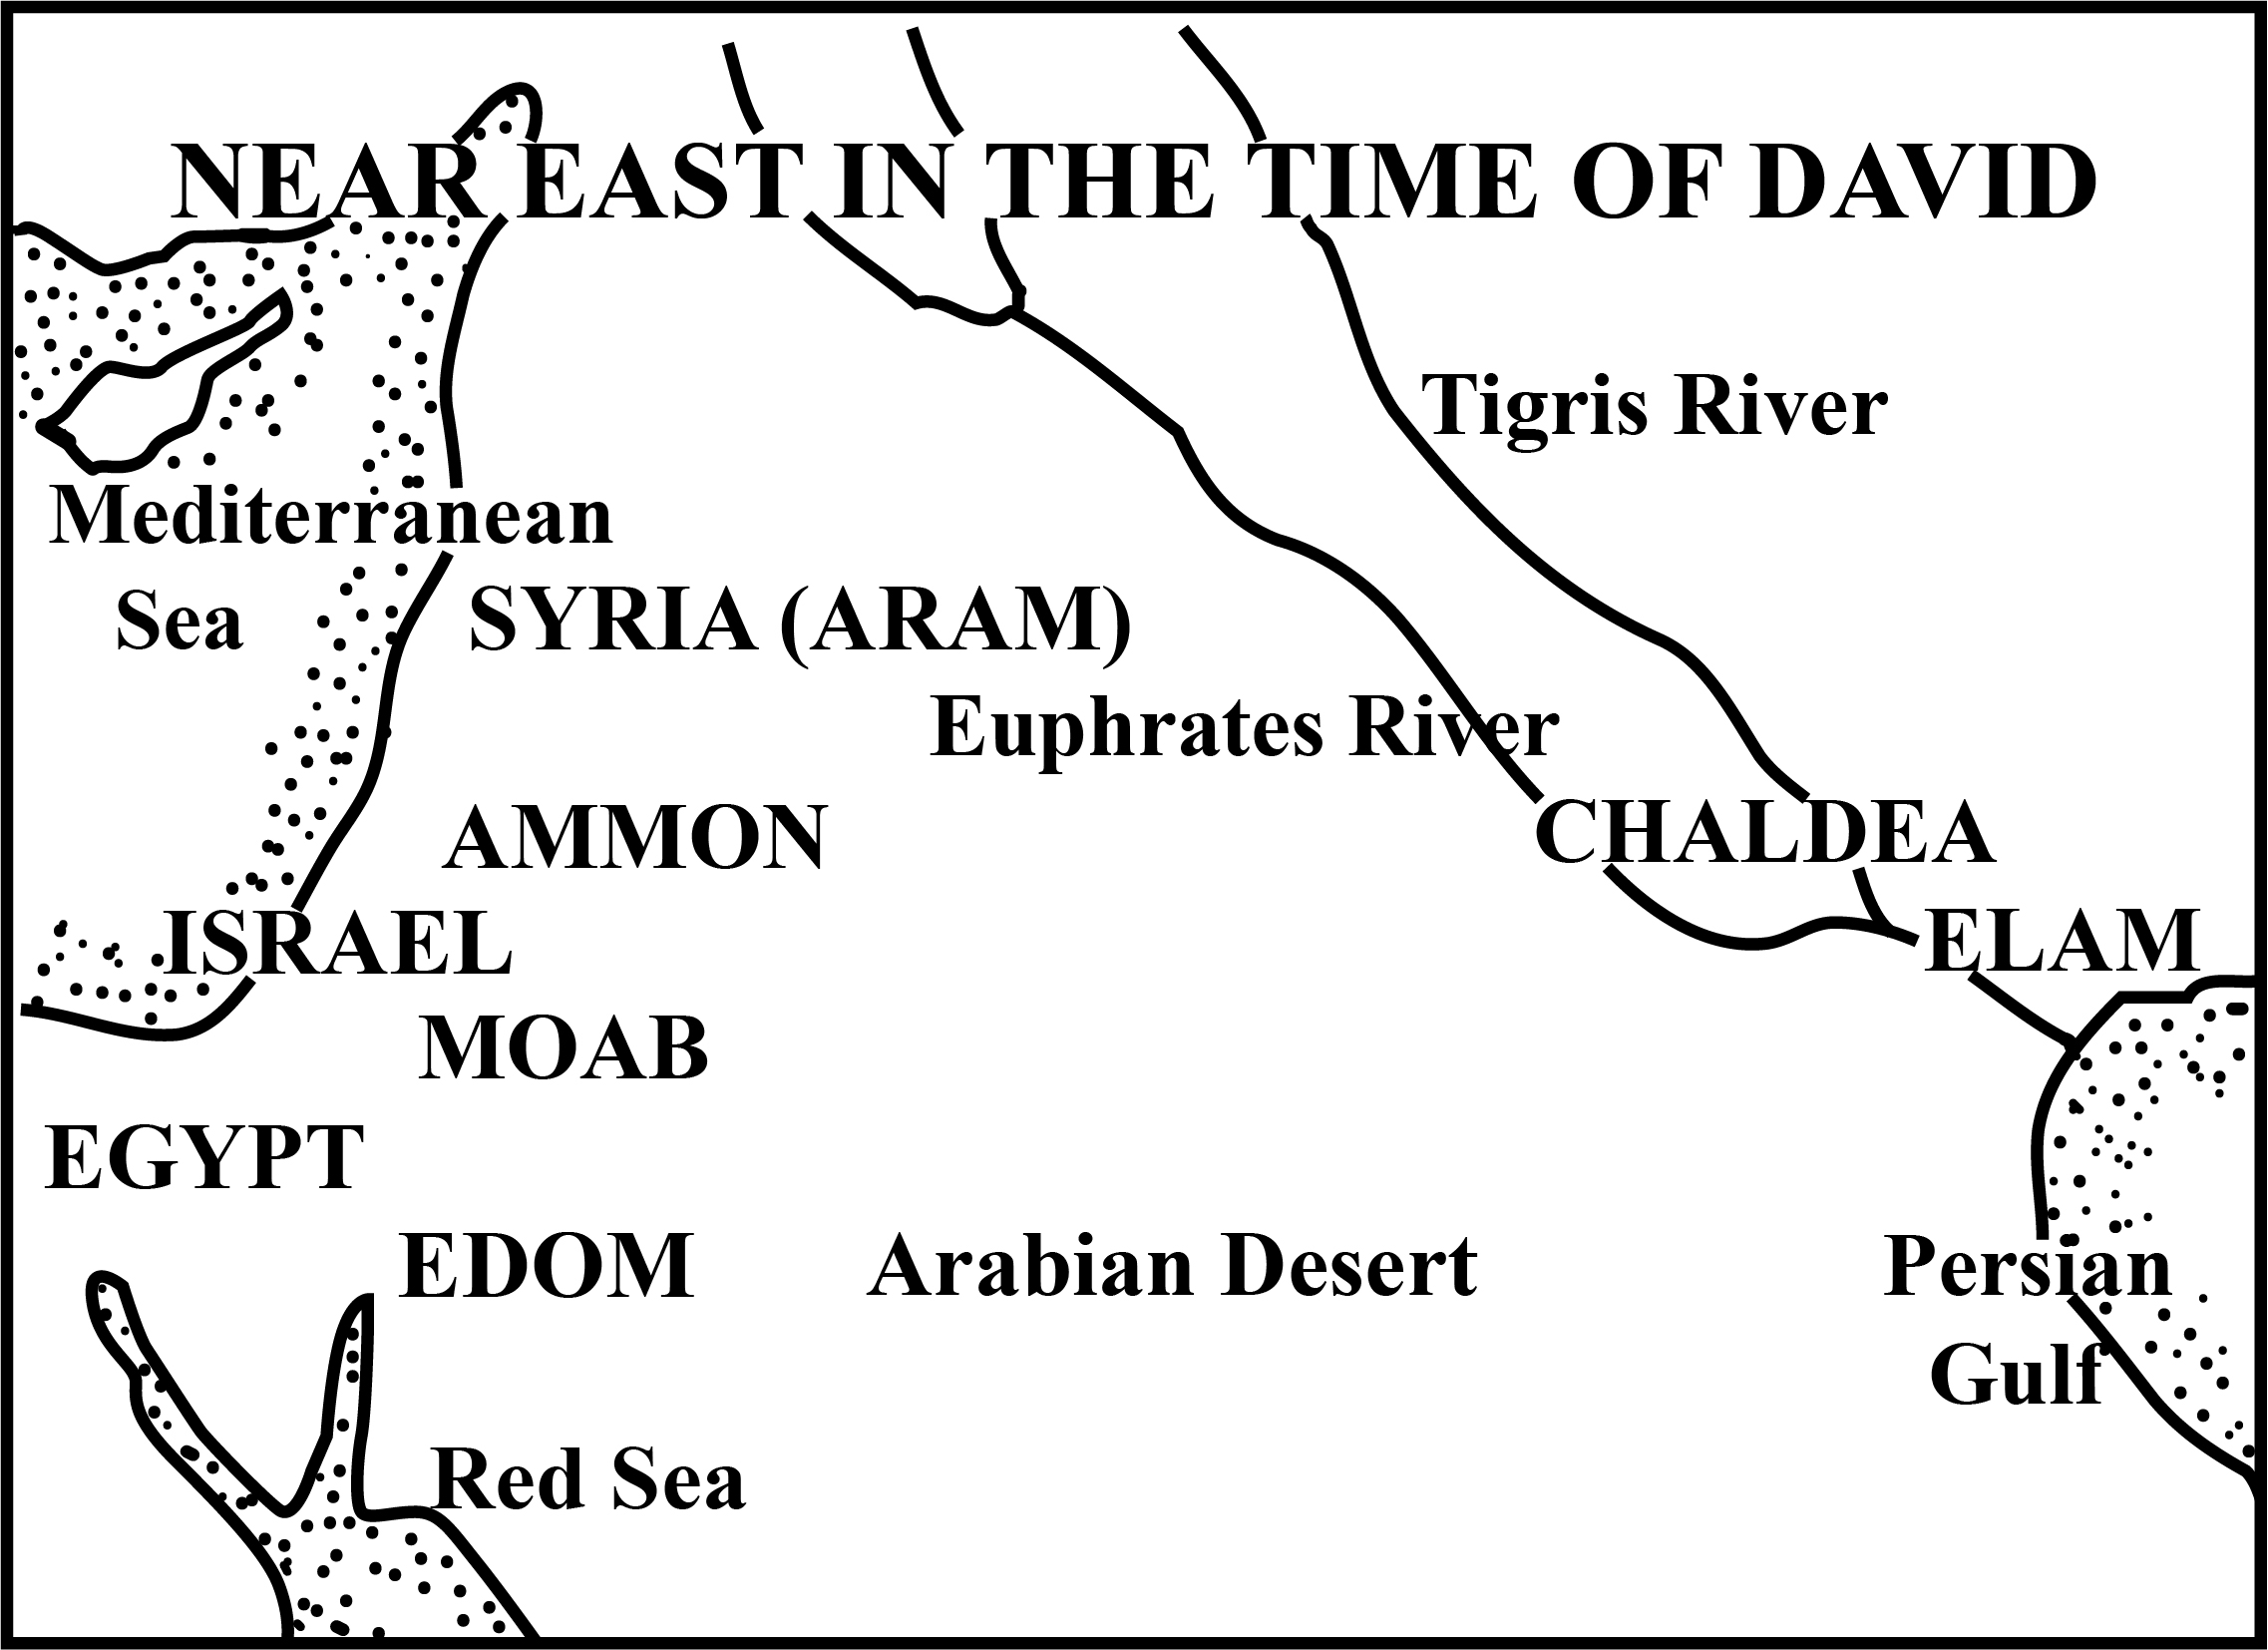 NEAR EAST IN THE TIME OF DAVID
Tigris River
Mediterranean
Sea
SYRIA (ARAM)
Euphrates River
AMMON
CHALDEA
ISRAEL
ELAM
MOAB
EGYPT
EDOM
Arabian Desert
Persian
Gulf
Red Sea